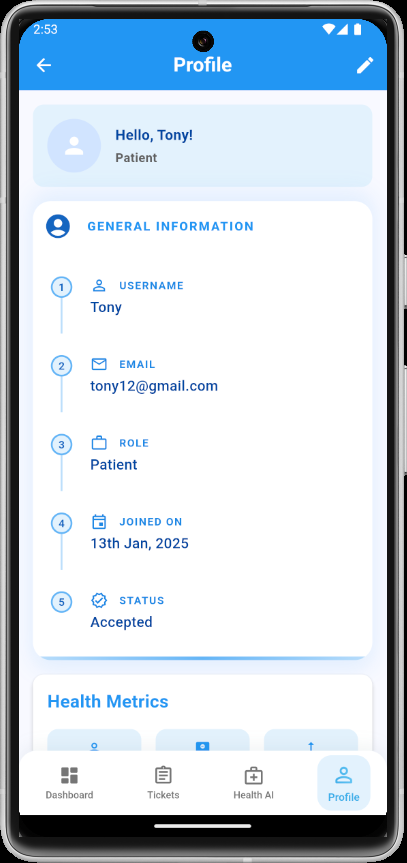 2:53
Profile
Hello, Tony!
Patient
GENERAL INFORMATION
1 USERNAME
Tony
2 EMAIL
tony12@gmail.com
3 ROLE
Patient
4 JOINED ON
13th Jan, 2025
5 STATUS
Accepted
Health Metrics
Dashboard Tickets Health AI Profile